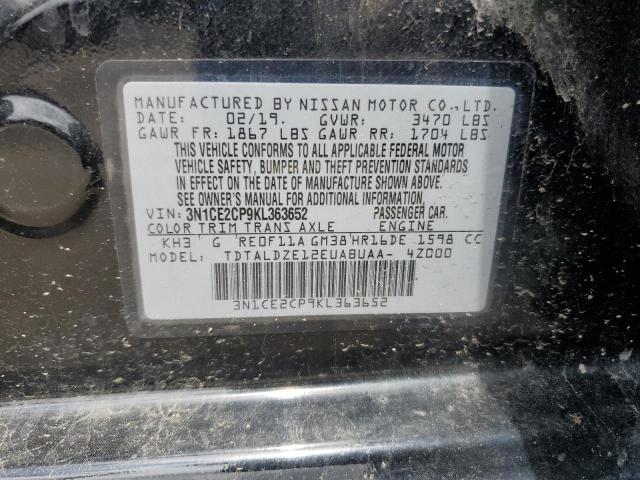 MANUFACTURED BY NISSAN MOTOR CO.,LTD.
DATE: 02/19. GVWR: 3470 LBS
GAWR FR: 1867 LBS GAWR RR: 1704 LBS
THIS VEHICLE CONFORMS TO ALL APPLICABLE FEDERAL MOTOR
VEHICLE SAFETY, BUMPER AND THEFT PREVENTION STANDARDS
IN EFFECT ON THE DATE OF MANUFACTURE SHOWN ABOVE.
SEE OWNER'S MANUAL FOR ADDITIONAL INFORMATION.
VIN: 3N1CE2CP9KL363652 PASSENGER CAR.
COLOR TRIM TRANS AXLE ENGINE
KH3 G RE0F11A GM38 HR16DE 1598 CC
MODEL: TDTALDZE12EUABUAA- 4Z000
3N1CE2CP9KL363652